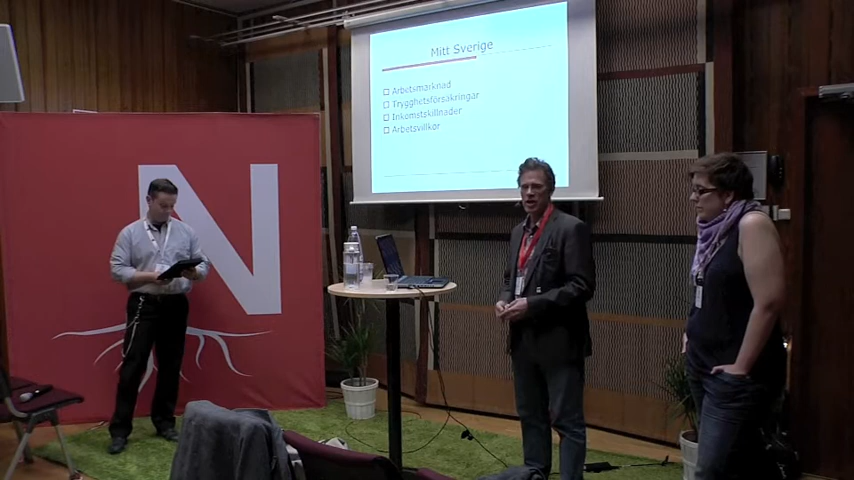 Mitt Sverige
Arbetsmarknad
Trygghetsförsäkringar
Inkomstskillnader
Arbetsvillkor
N